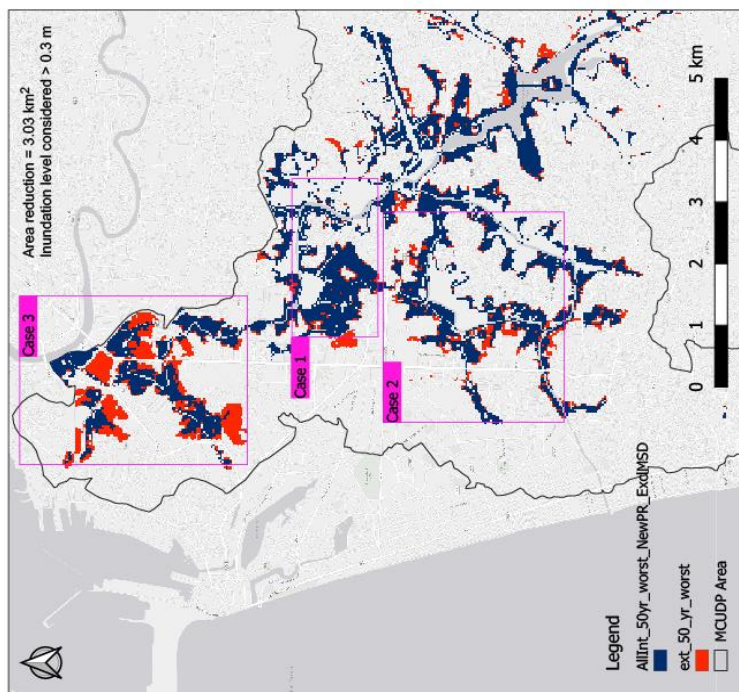 Area reduction = 3.03 km²
Inundation level considered > 0.3 m
Case 3
Case 1
Case 2
Legend
AllInt_50yr_worst_NewPR_ExclMSD
ext_50_yr_worst
MCUDP Area
0 1 2 3 4 5 km